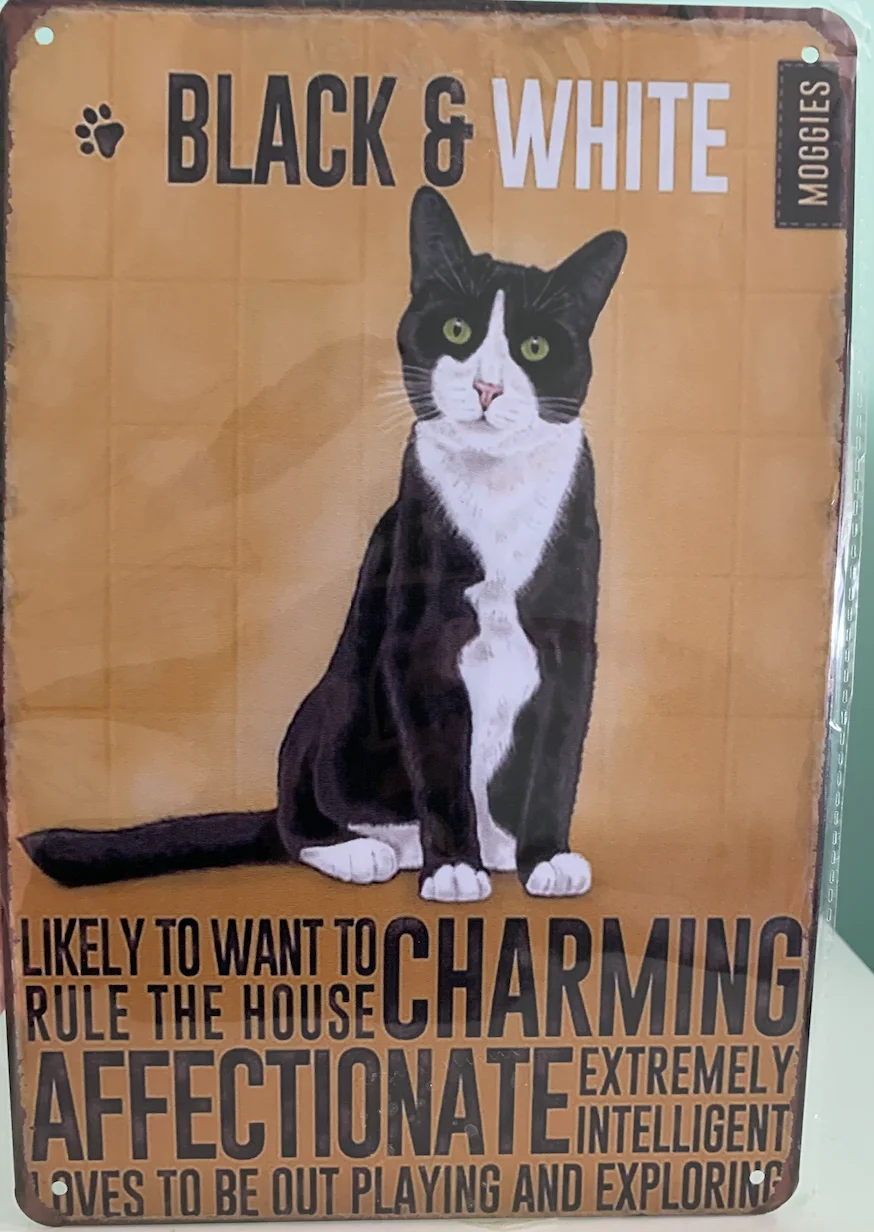 BLACK & WHITE
MOGGIES
LIKELY TO WANT TO
RULE THE HOUSE
CHARMING
AFFECTIONATE
EXTREMELY
INTELLIGENT
LOVES TO BE OUT PLAYING AND EXPLORING